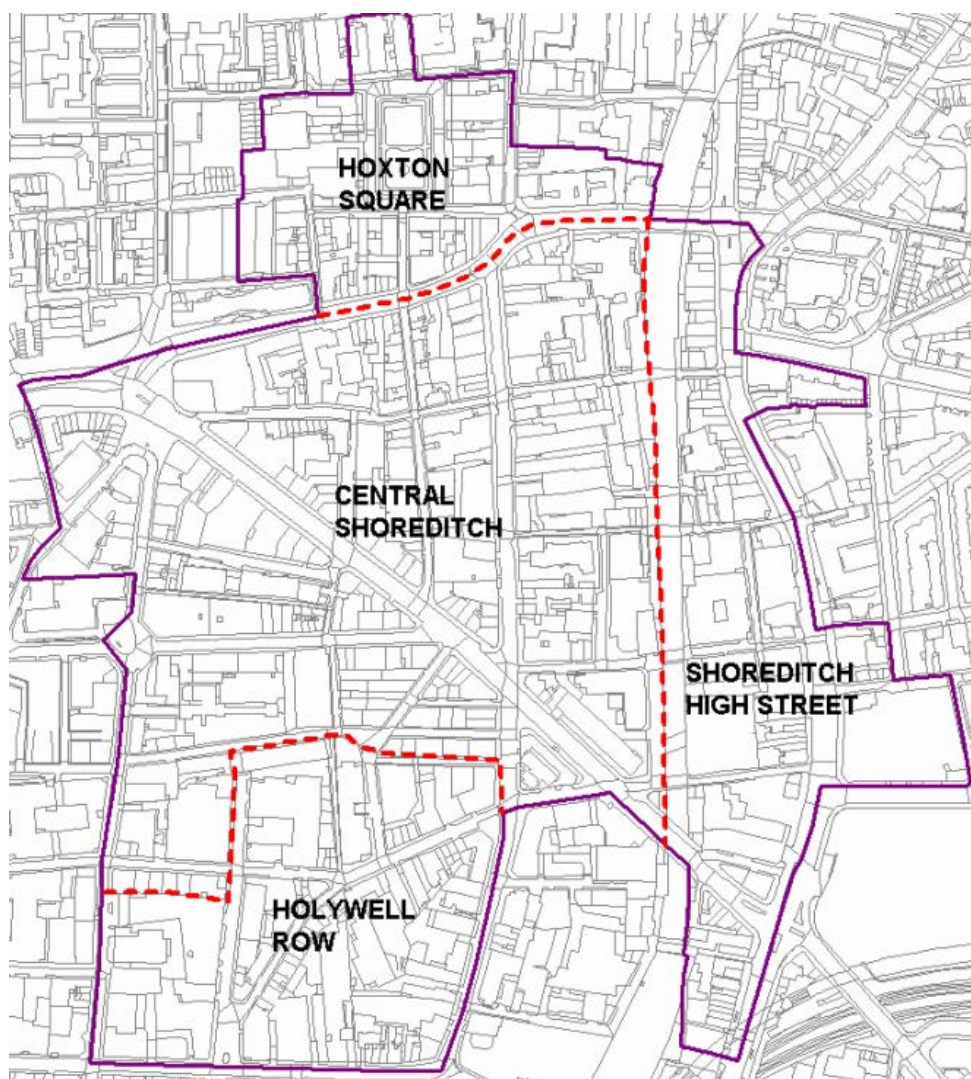 HOXTON
SQUARE
CENTRAL
SHOREDITCH
SHOREDITCH
HIGH STREET
HOLYWELL
ROW